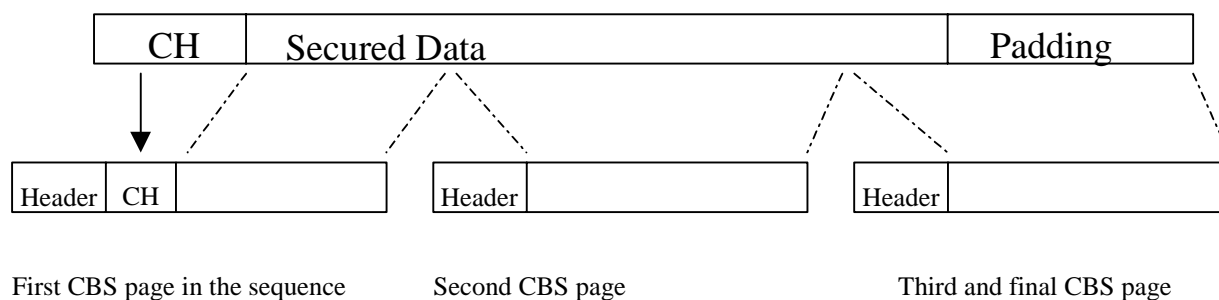 CH Secured Data Padding
Header CH Header Header
First CBS page in the sequence Second CBS page Third and final CBS page